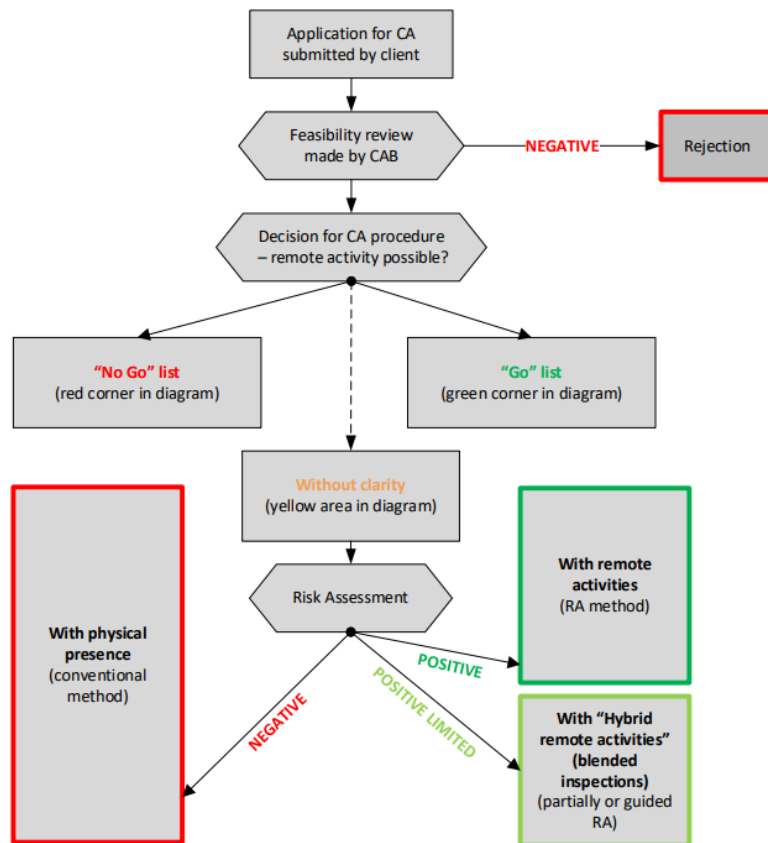 Application for CA
submitted by client
Feasibility review
made by CAB
NEGATIVE
Rejection
Decision for CA procedure
– remote activity possible?
“No Go” list
(red corner in diagram)
“Go” list
(green corner in diagram)
Without clarity
(yellow area in diagram)
Risk Assessment
With physical
presence
(conventional
method)
With remote
activities
(RA method)
POSITIVE
POSITIVE LIMITED
NEGATIVE
With “Hybrid
remote activities”
(blended
inspections)
(partially or guided
RA)